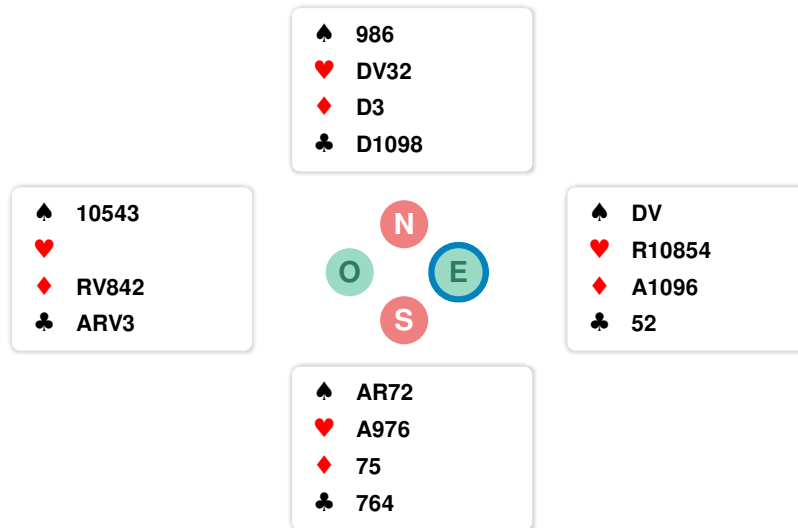 ♠ 986
♥ DV32
♦ D3
♣ D1098
♠ 10543
♥
♦ RV842
♣ ARV3
N
O E
S
♠ DV
♥ R10854
♦ A1096
♣ 52
♠ AR72
♥ A976
♦ 75
♣ 764